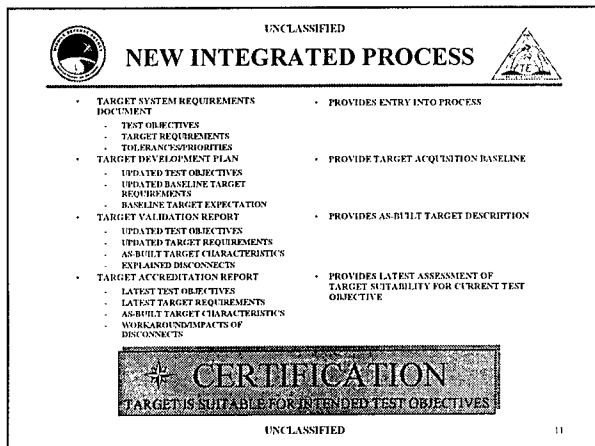 UNCLASSIFIED
NEW INTEGRATED PROCESS
TE
• TARGET SYSTEM REQUIREMENTS DOCUMENT
- TEST OBJECTIVES
- TARGET REQUIREMENTS
- TOLERANCES/PRIORITIES
• PROVIDES ENTRY INTO PROCESS
• TARGET DEVELOPMENT PLAN
- UPDATED TEST OBJECTIVES
- UPDATED BASELINE TARGET REQUIREMENTS
- BASELINE TARGET EXPECTATION
• PROVIDE TARGET ACQUISITION BASELINE
• TARGET VALIDATION REPORT
- UPDATED TEST OBJECTIVES
- UPDATED TARGET REQUIREMENTS
- AS-BUILT TARGET CHARACTERISTICS
- EXPLAINED DISCONNECTS
• PROVIDES AS-BUILT TARGET DESCRIPTION
• TARGET ACCREDITATION REPORT
- LATEST TEST OBJECTIVES
- LATEST TARGET REQUIREMENTS
- AS-BUILT TARGET CHARACTERISTICS
- WORKAROUND/IMPACTS OF DISCONNECTS
• PROVIDES LATEST ASSESSMENT OF TARGET SUITABILITY FOR CURRENT TEST OBJECTIVE
CERTIFICATION
TARGET IS SUITABLE FOR INTENDED TEST OBJECTIVES
UNCLASSIFIED
11